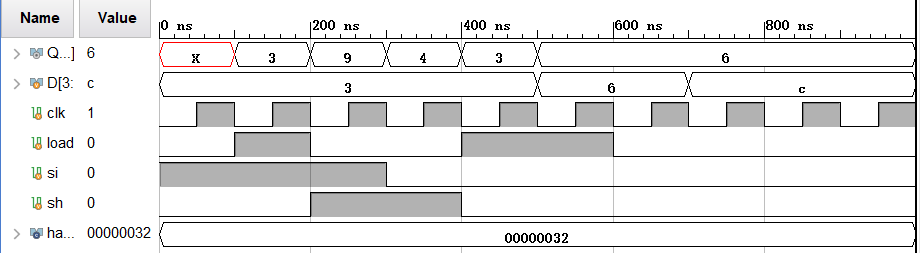 Name Value 0 ns 200 ns 400 ns 600 ns 800 ns
Q...] 6 X 3 9 4 3 6
D[3: c 3 6 c
clk 1
load 0
si 0
sh 0
ha... 00000032 00000032